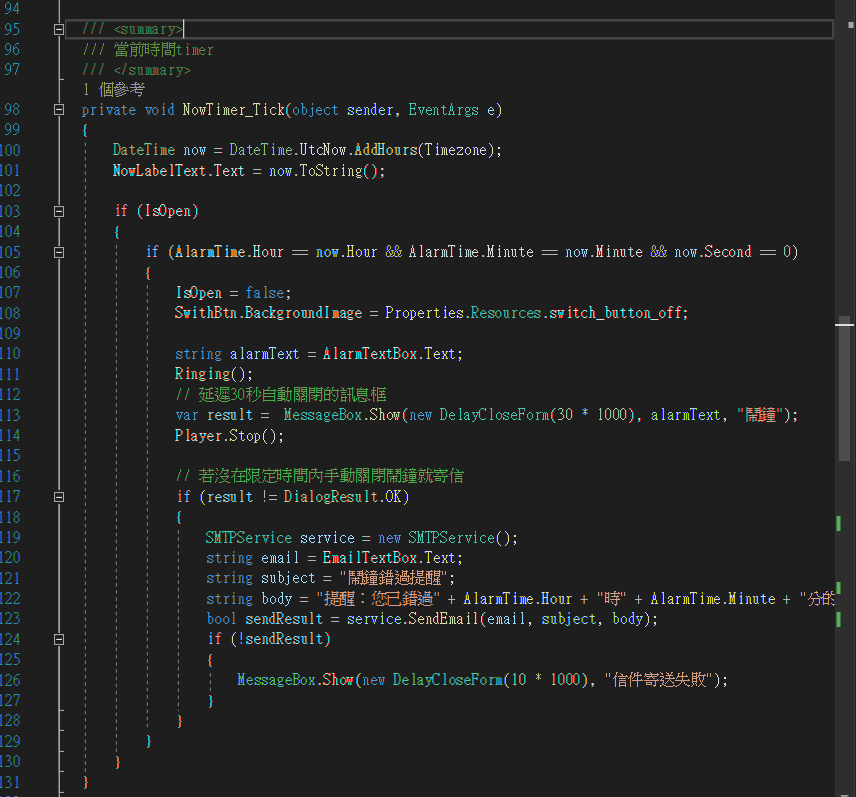 94
95 /// <summary>
96 /// 當前時間timer
97 /// </summary>
1 個參考
98 private void NowTimer_Tick(object sender, EventArgs e)
99 {
100 DateTime now = DateTime.UtcNow.AddHours(Timezone);
101 NowLabelText.Text = now.ToString();
102
103 if (IsOpen)
104 {
105 if (AlarmTime.Hour == now.Hour && AlarmTime.Minute == now.Minute && now.Second == 0)
106 {
107 IsOpen = false;
108 SwithBtn.BackgroundImage = Properties.Resources.switch_button_off;
109
110 string alarmText = AlarmTextBox.Text;
111 Ringing();
112 // 延遲30秒自動關閉的訊息框
113 var result = MessageBox.Show(new DelayCloseForm(30 * 1000), alarmText, "鬧鐘");
114 Player.Stop();
115
116 // 若沒在限定時間內手動關閉鬧鐘就寄信
117 if (result != DialogResult.OK)
118 {
119 SMTPService service = new SMTPService();
120 string email = EmailTextBox.Text;
121 string subject = "鬧鐘錯過提醒";
122 string body = "提醒：您已錯過" + AlarmTime.Hour + "時" + AlarmTime.Minute + "分的
123 bool sendResult = service.SendEmail(email, subject, body);
124 if (!sendResult)
125 {
126 MessageBox.Show(new DelayCloseForm(10 * 1000), "信件寄送失敗");
127 }
128 }
129 }
130 }
131 }